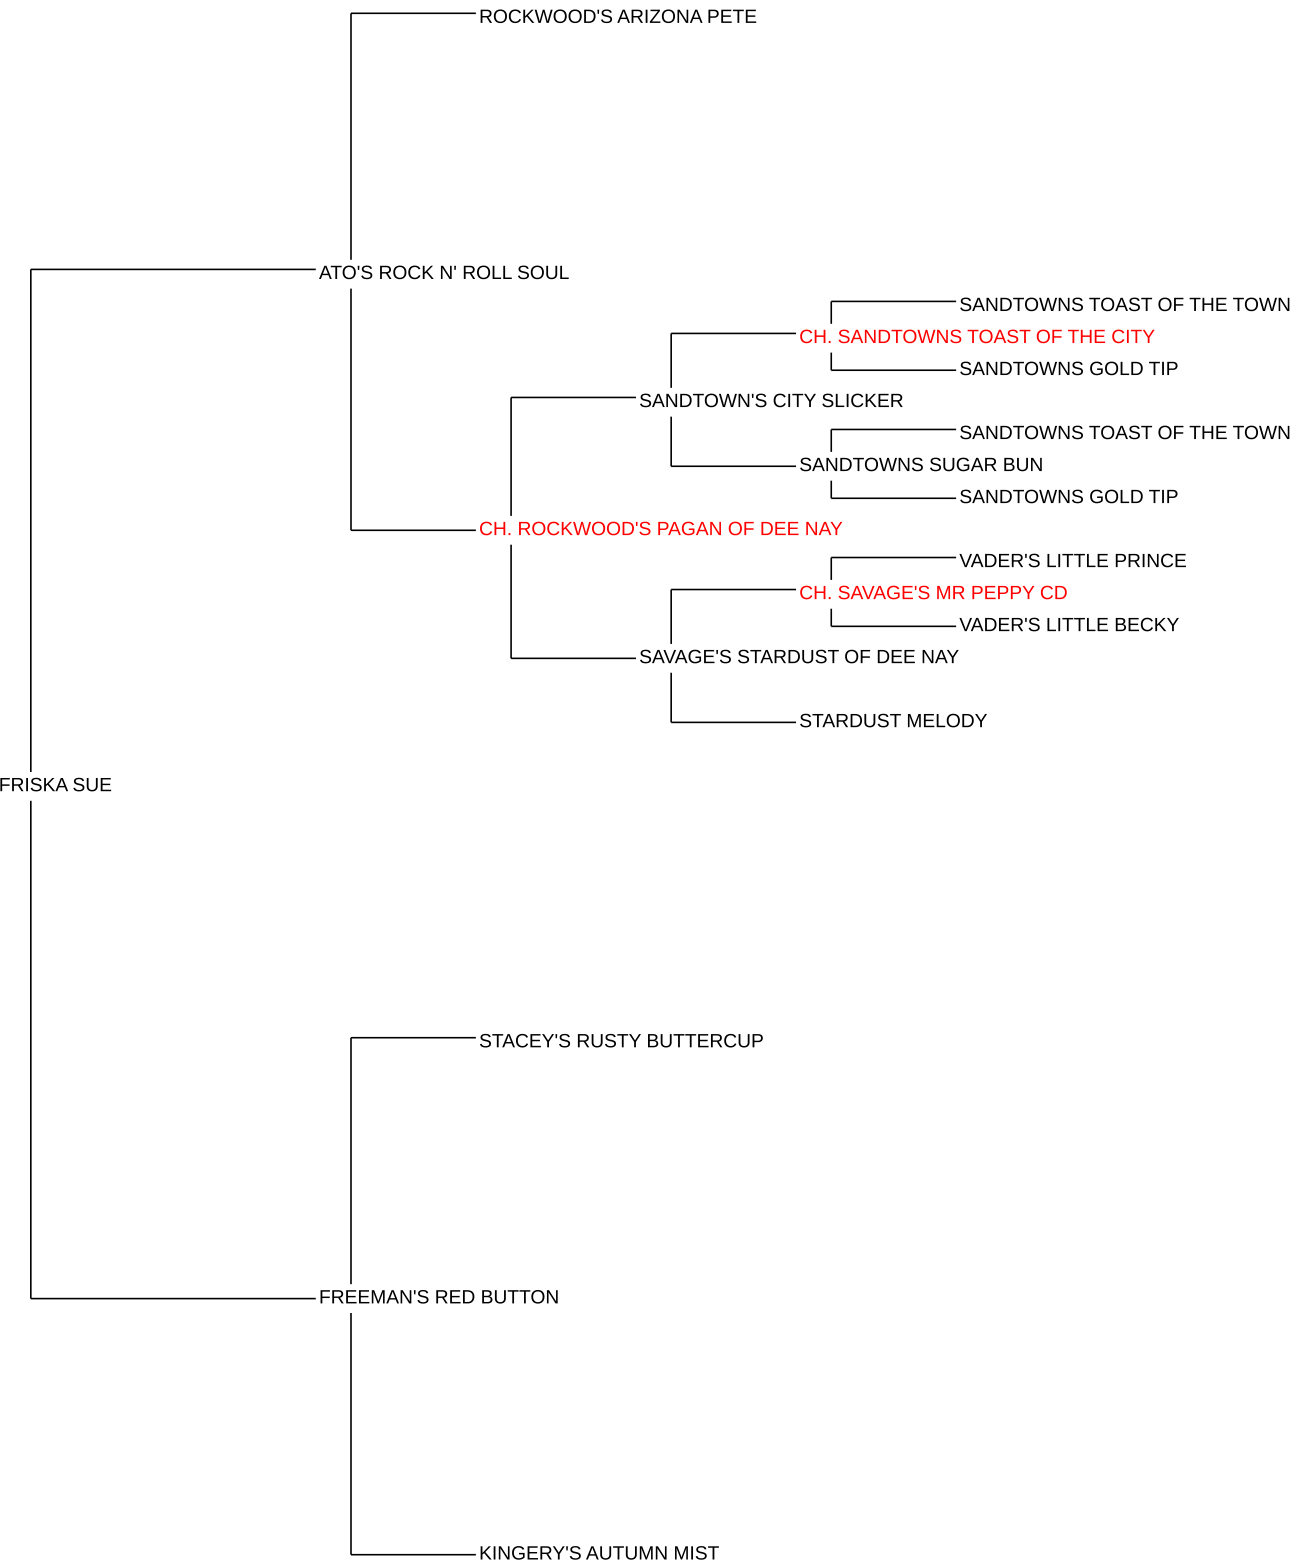 ROCKWOOD'S ARIZONA PETE
ATO'S ROCK N' ROLL SOUL
SANDTOWNS TOAST OF THE TOWN
CH. SANDTOWNS TOAST OF THE CITY
SANDTOWNS GOLD TIP
SANDTOWN'S CITY SLICKER
SANDTOWNS TOAST OF THE TOWN
SANDTOWNS SUGAR BUN
SANDTOWNS GOLD TIP
CH. ROCKWOOD'S PAGAN OF DEE NAY
VADER'S LITTLE PRINCE
CH. SAVAGE'S MR PEPPY CD
VADER'S LITTLE BECKY
SAVAGE'S STARDUST OF DEE NAY
STARDUST MELODY
FRISKA SUE
STACEY'S RUSTY BUTTERCUP
FREEMAN'S RED BUTTON
KINGERY'S AUTUMN MIST